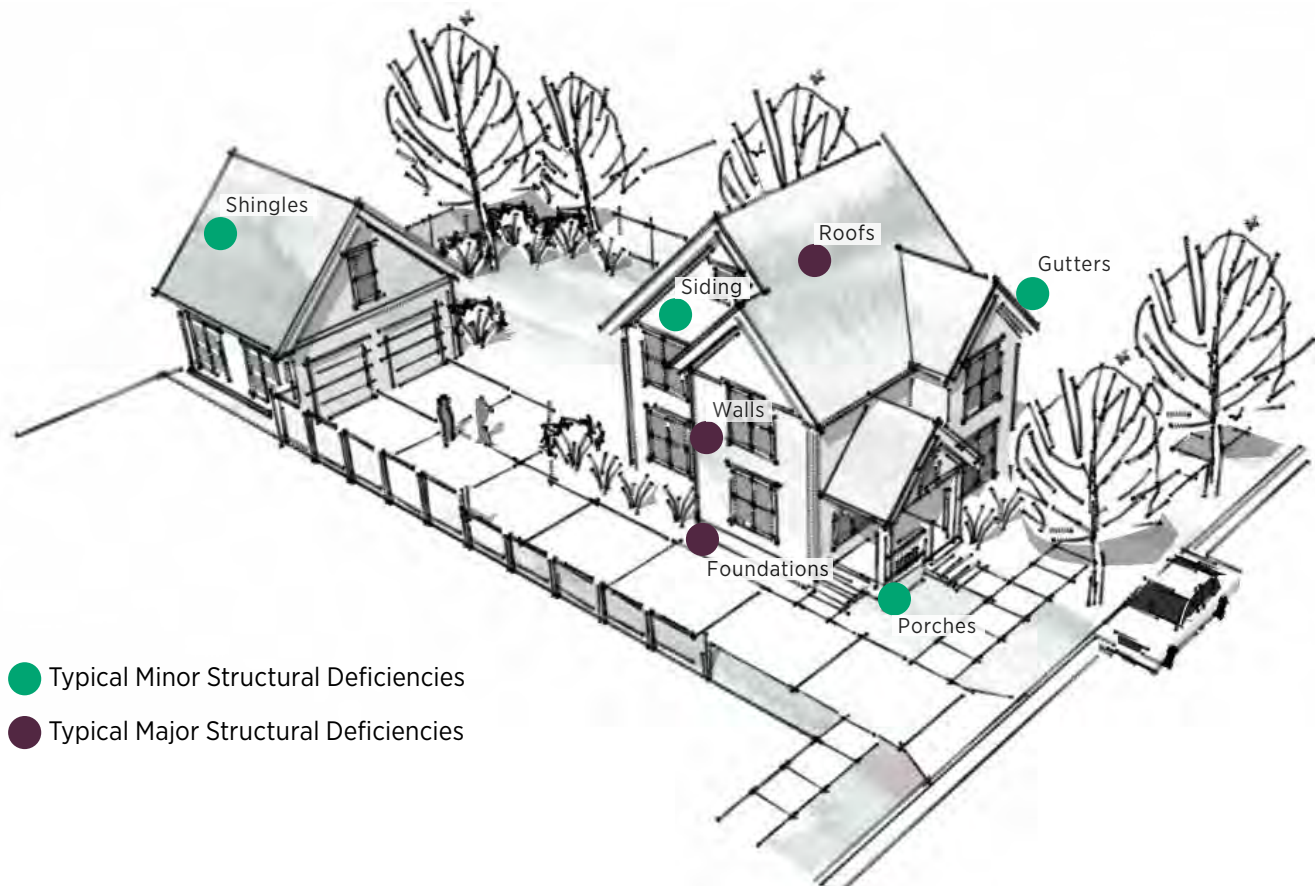 Shingles
Roofs
Gutters
Siding
Walls
Foundations
Porches
Typical Minor Structural Deficiencies
Typical Major Structural Deficiencies